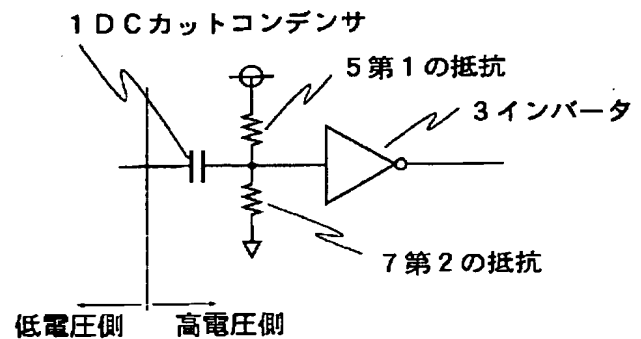 1DCカットコンデンサ
5第1の抵抗
3インバータ
7第2の抵抗
低電圧側
高電圧側